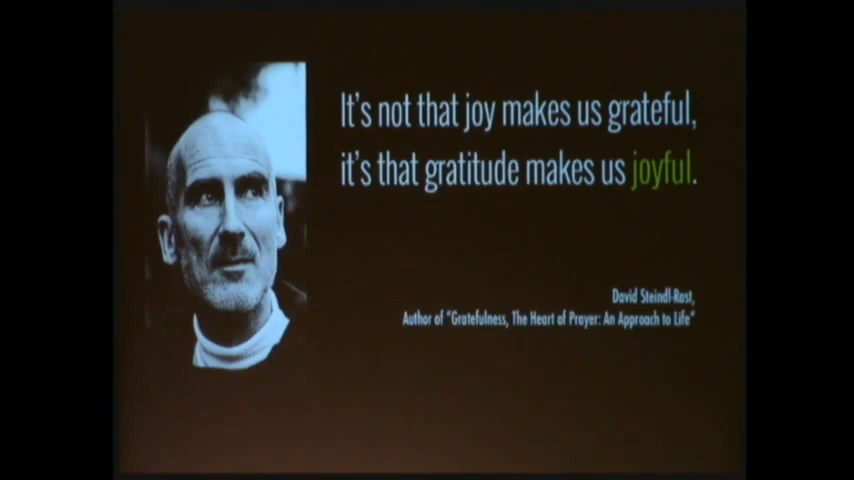 It's not that joy makes us grateful,
it's that gratitude makes us joyful.
David Steindl-Rast,
Author of "Gratefulness, The Heart of Prayer: An Approach to Life"